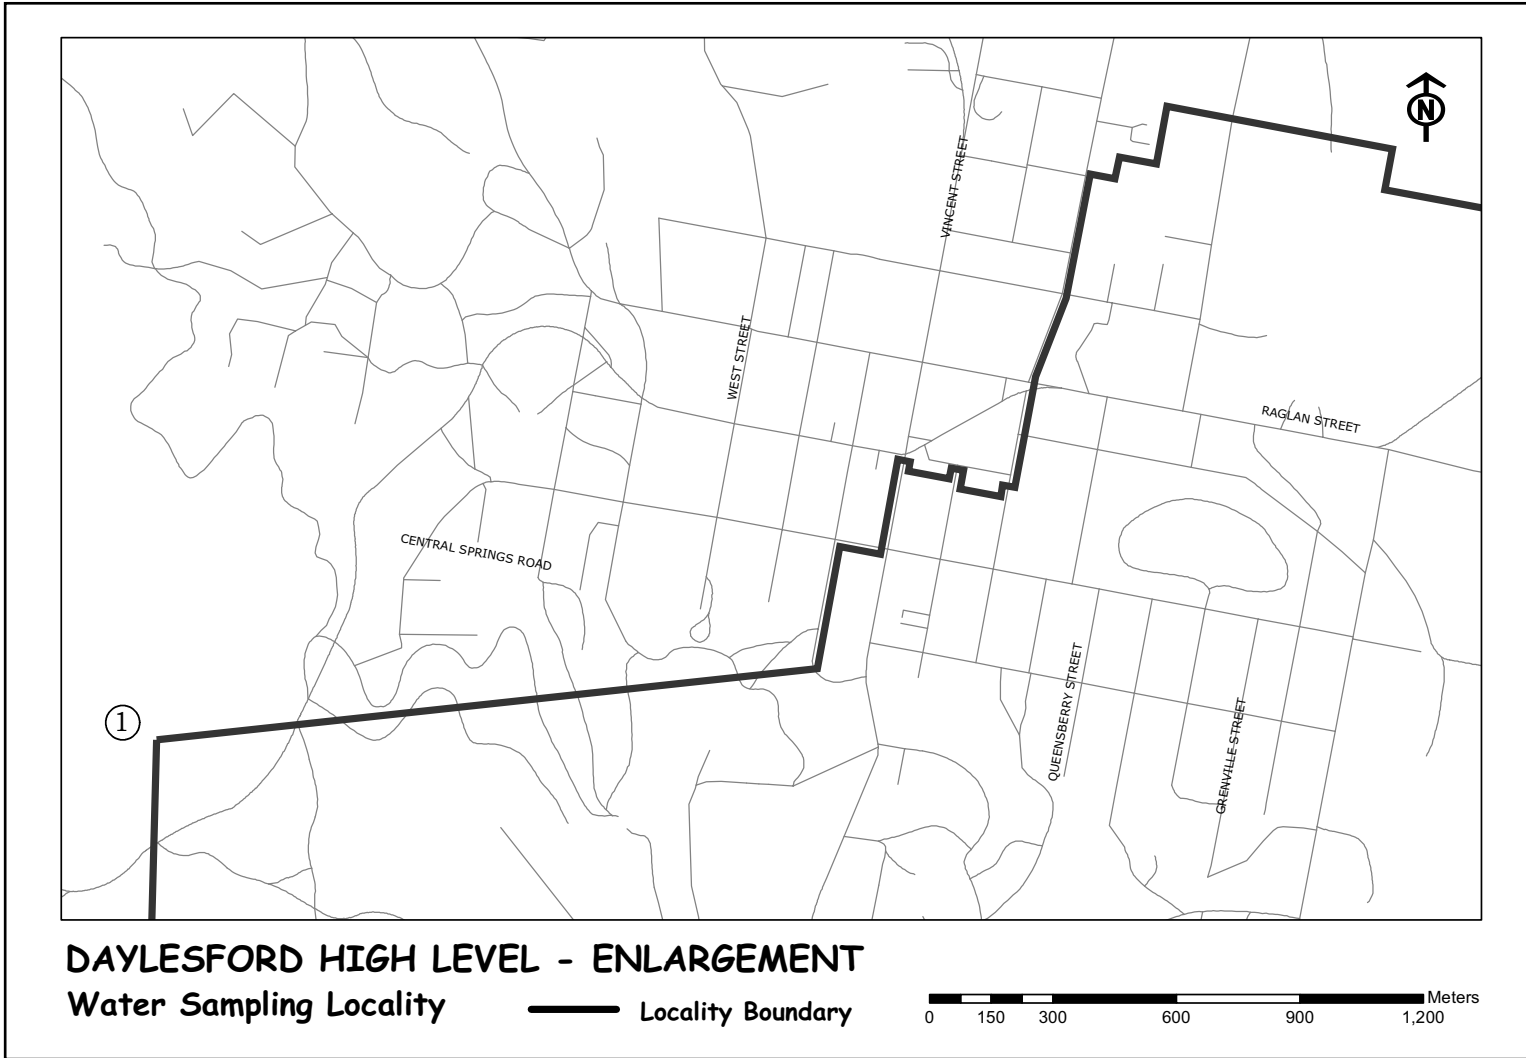 N
VINCENT STREET
WEST STREET
RAGLAN STREET
CENTRAL SPRINGS ROAD
QUEENSBERRY STREET
GRENVILLE STREET
1
DAYLESFORD HIGH LEVEL - ENLARGEMENT
Water Sampling Locality
Locality Boundary
Meters
0 150 300 600 900 1,200